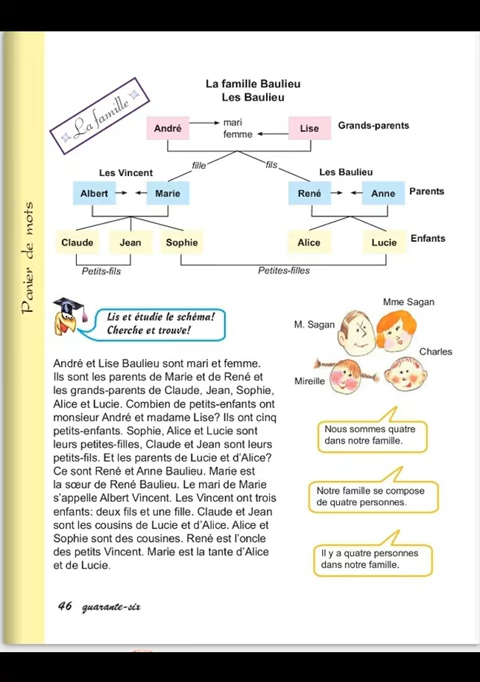 La famille Baulieu
Les Baulieu
La famille
André
mari
femme
Lise
Grands-parents
fille
fils
Les Vincent
Les Baulieu
Albert
Marie
René
Anne
Parents
Claude
Jean
Sophie
Alice
Lucie
Enfants
Petits-fils
Petites-filles
Panier de mots
Lis et étudie le schéma!
Cherche et trouve!
Mme Sagan
M. Sagan
Charles
Mireille
André et Lise Baulieu sont mari et femme.
Ils sont les parents de Marie et de René et
les grands-parents de Claude, Jean, Sophie,
Alice et Lucie. Combien de petits-enfants ont
monsieur André et madame Lise? Ils ont cinq
petits-enfants. Sophie, Alice et Lucie sont
leurs petites-filles, Claude et Jean sont leurs
petits-fils. Et les parents de Lucie et d'Alice?
Ce sont René et Anne Baulieu. Marie est
la sœur de René Baulieu. Le mari de Marie
s'appelle Albert Vincent. Les Vincent ont trois
enfants: deux fils et une fille. Claude et Jean
sont les cousins de Lucie et d'Alice. Alice et
Sophie sont des cousines. René est l'oncle
des petits Vincent. Marie est la tante d'Alice
et de Lucie.
Nous sommes quatre
dans notre famille.
Notre famille se compose
de quatre personnes.
Il y a quatre personnes
dans notre famille.
46 quarante-six